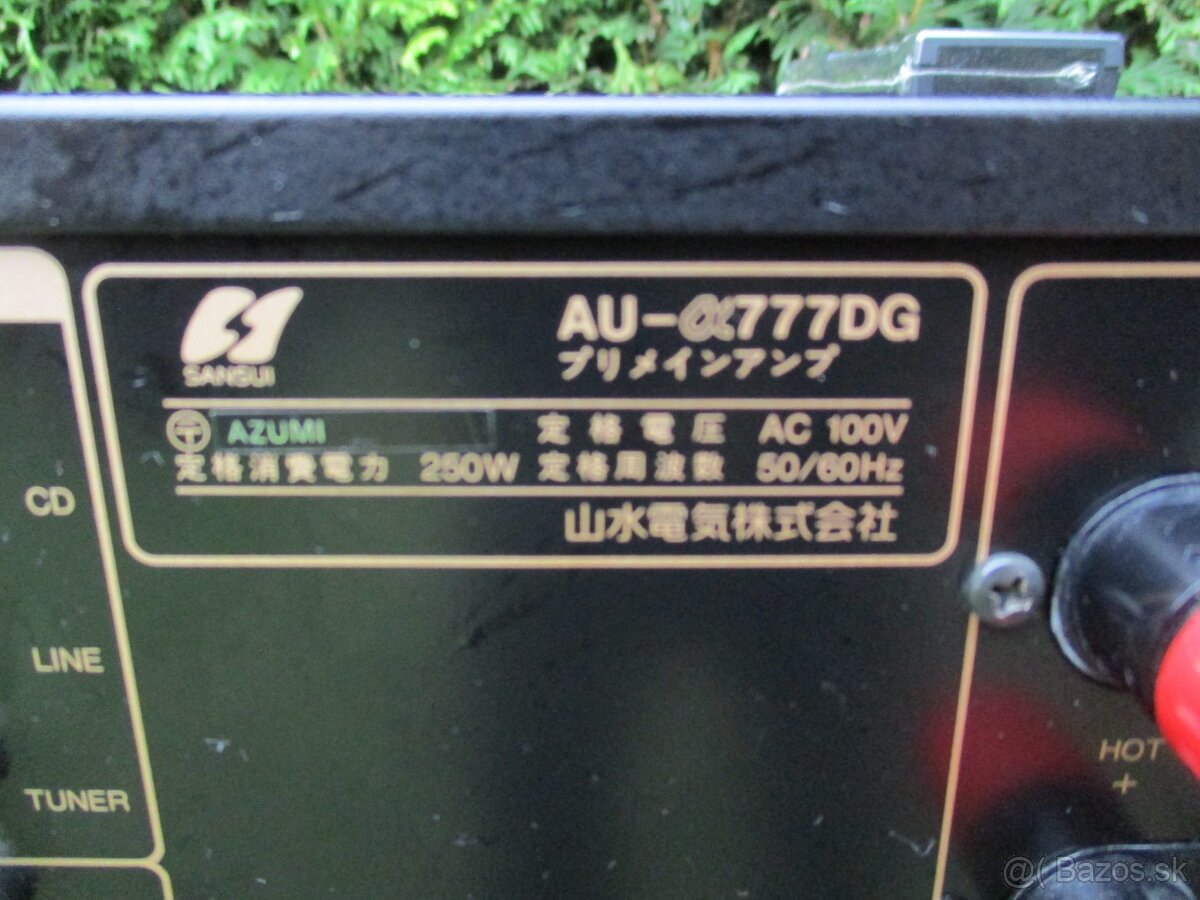 SANSUI
AU-α777DG
プリメインアンプ
〒 AZUMI 定格電圧 AC 100V
定格消費電力 250W 定格周波数 50/60Hz
山水電気株式会社
CD
LINE
TUNER
HOT
+
@( Bazos.sk